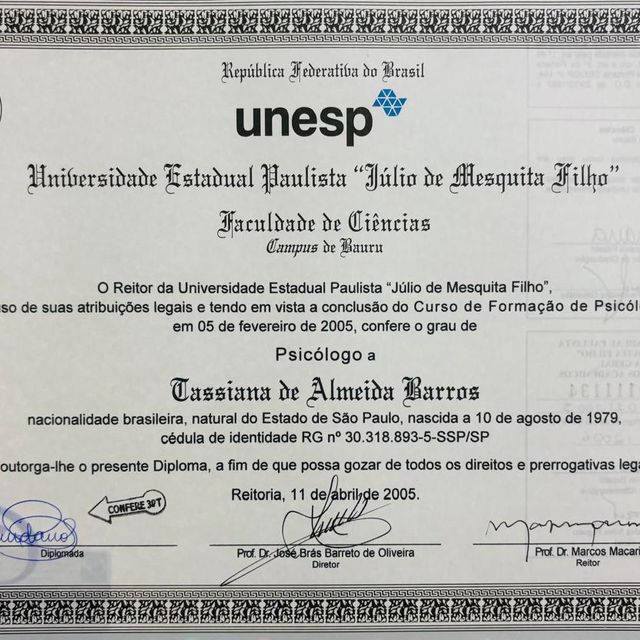 República Federativa do Brasil
unesp
Universidade Estadual Paulista “Júlio de Mesquita Filho”
Faculdade de Ciências
Campus de Bauru
O Reitor da Universidade Estadual Paulista “Júlio de Mesquita Filho”,
uso de suas atribuições legais e tendo em vista a conclusão do Curso de Formação de Psicólo
em 05 de fevereiro de 2005, confere o grau de
Psicólogo a
Tassiana de Almeida Barros
nacionalidade brasileira, natural do Estado de São Paulo, nascida a 10 de agosto de 1979,
cédula de identidade RG nº 30.318.893-5-SSP/SP
outorga-lhe o presente Diploma, a fim de que possa gozar de todos os direitos e prerrogativas lega
Reitoria, 11 de abril de 2005.
CONFERE
Diplomada
Prof. Dr. José Brás Barreto de Oliveira
Diretor
Prof. Dr. Marcos Macari
Reitor